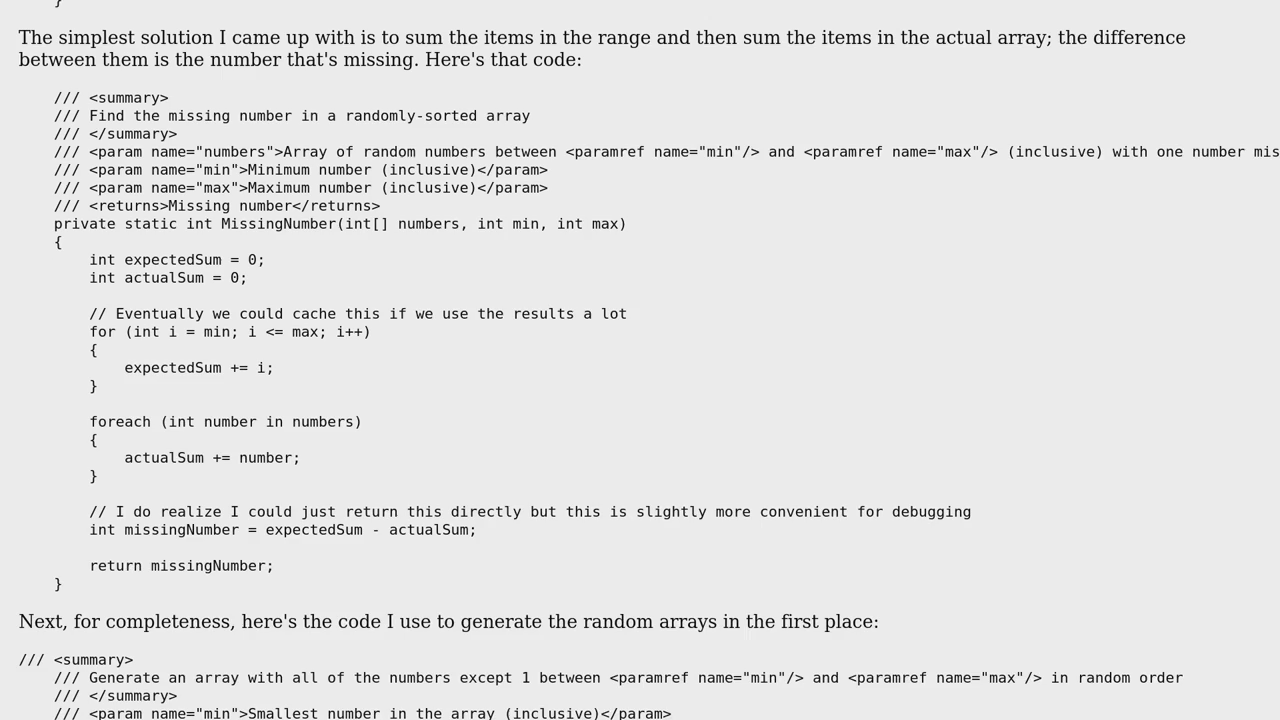 }
The simplest solution I came up with is to sum the items in the range and then sum the items in the actual array; the difference
between them is the number that's missing. Here's that code:
/// <summary>
/// Find the missing number in a randomly-sorted array
/// </summary>
/// <param name="numbers">Array of random numbers between <paramref name="min"/> and <paramref name="max"/> (inclusive) with one number mis
/// <param name="min">Minimum number (inclusive)</param>
/// <param name="max">Maximum number (inclusive)</param>
/// <returns>Missing number</returns>
private static int MissingNumber(int[] numbers, int min, int max)
{
int expectedSum = 0;
int actualSum = 0;
// Eventually we could cache this if we use the results a lot
for (int i = min; i <= max; i++)
{
expectedSum += i;
}
foreach (int number in numbers)
{
actualSum += number;
}
// I do realize I could just return this directly but this is slightly more convenient for debugging
int missingNumber = expectedSum - actualSum;
return missingNumber;
}
Next, for completeness, here's the code I use to generate the random arrays in the first place:
/// <summary>
/// Generate an array with all of the numbers except 1 between <paramref name="min"/> and <paramref name="max"/> in random order
/// </summary>
/// <param name="min">Smallest number in the array (inclusive)</param>